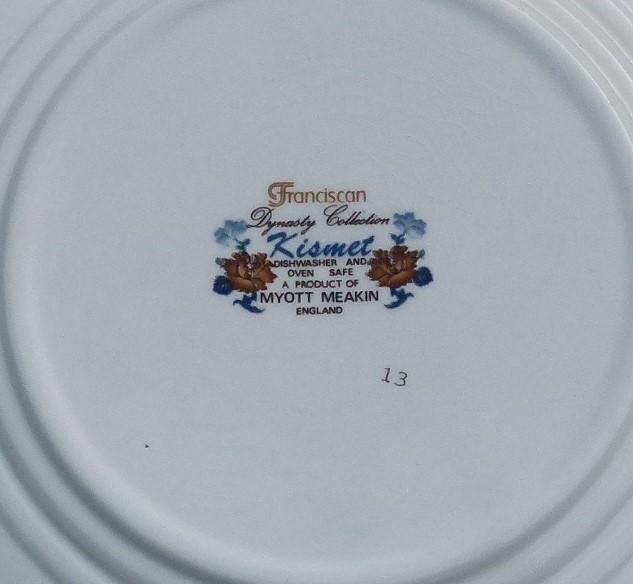 Franciscan
Dynasty Collection
Kismet
DISHWASHER AND
OVEN SAFE
A PRODUCT OF
MYOTT MEAKIN
ENGLAND
13